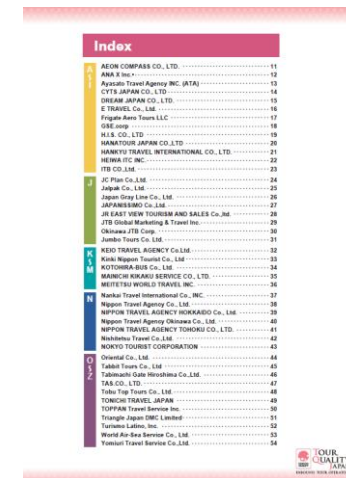 Index
A
S
I
AEON COMPASS CO., LTD. 11
ANA X Inc. 12
Ayasato Travel Agency INC. (ATA) 13
CYTS JAPAN CO., LTD 14
DREAM JAPAN CO., LTD. 15
E TRAVEL Co., Ltd. 16
Frigate Aero Tours LLC 17
GSE.corp 18
H.I.S. CO., LTD 19
HANATOUR JAPAN CO.,LTD 20
HANKYU TRAVEL INTERNATIONAL CO., LTD. 21
HEIWA ITC INC. 22
ITB CO.,Ltd. 23
J
JC Plan Co.,Ltd. 24
Jalpak Co., Ltd. 25
Japan Gray Line Co., Ltd. 26
JAPANISSIMO Co.,Ltd. 27
JR EAST VIEW TOURISM AND SALES Co.,ltd. 28
JTB Global Marketing & Travel Inc. 29
Okinawa JTB Corp. 30
Jumbo Tours Co. Ltd. 31
K
S
M
KEIO TRAVEL AGENCY Co.Ltd. 32
Kinki Nippon Tourist Co., Ltd 33
KOTOHIRA-BUS Co., Ltd. 34
MAINICHI KIKAKU SERVICE CO., LTD. 35
MEITETSU WORLD TRAVEL INC. 36
N
Nankai Travel International Co., INC. 37
Nippon Travel Agency Co., Ltd. 38
NIPPON TRAVEL AGENCY HOKKAIDO Co., Ltd. 39
Nippon Travel Agency Okinawa Co., Ltd. 40
NIPPON TRAVEL AGENCY TOHOKU CO., LTD. 41
Nishitetsu Travel Co.,Ltd. 42
NOKYO TOURIST CORPORATION 43
O
S
Z
Oriental Co., Ltd. 44
Tabbit Tours Co., Ltd 45
Tabimachi Gate Hiroshima Co.,Ltd. 46
TAS.CO., LTD. 47
Tobu Top Tours Co., Ltd. 48
TONICHI TRAVEL JAPAN 49
TOPPAN Travel Service Inc. 50
Triangle Japan DMC Limited 51
Turismo Latino, Inc. 52
World Air-Sea Service Co., Ltd. 53
Yomiuri Travel Service Co.,Ltd. 54
TOUR
QUALITY
JAPAN